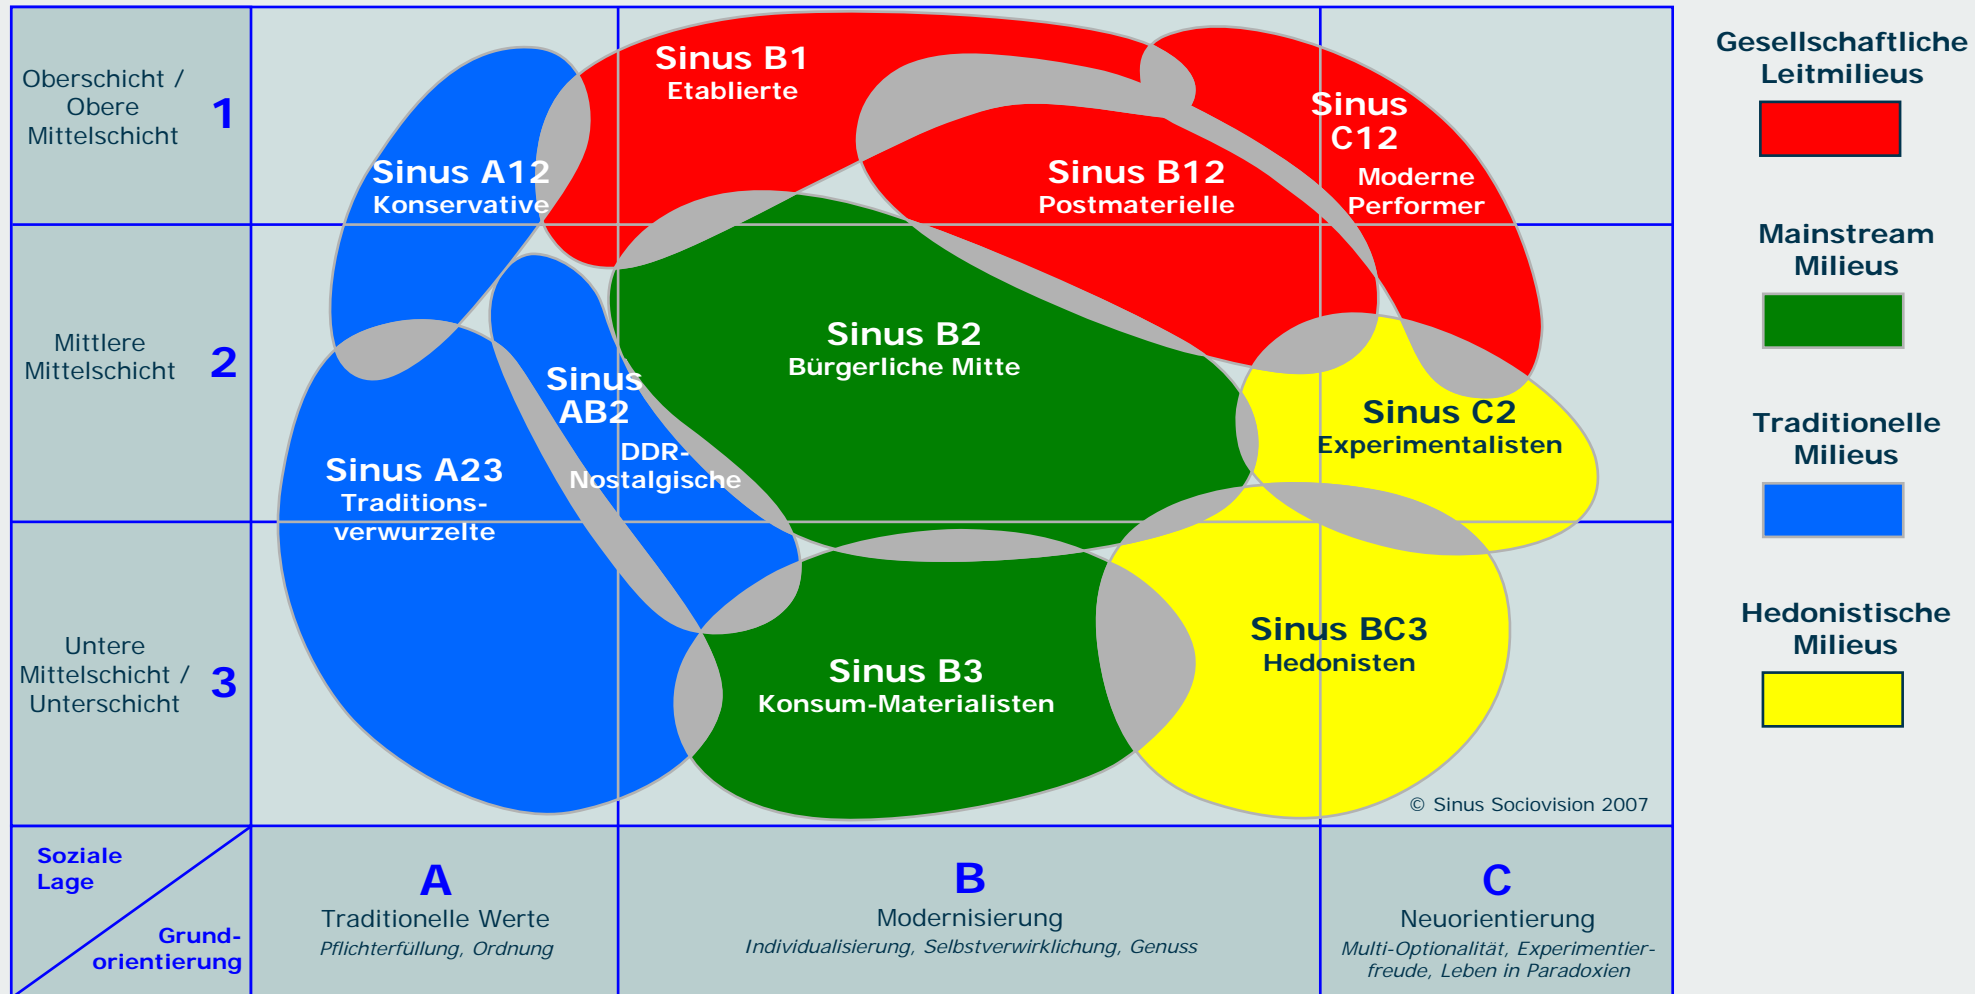 Oberschicht /
Obere
Mittelschicht
1
Mittlere
Mittelschicht
2
Untere
Mittelschicht /
Unterschicht
3
Sinus B1
Etablierte
Sinus A12
Konservative
Sinus B12
Postmaterielle
Sinus
C12
Moderne
Performer
Sinus B2
Bürgerliche Mitte
Sinus
AB2
DDR-
Nostalgische
Sinus A23
Traditions-
verwurzelte
Sinus C2
Experimentalisten
Sinus B3
Konsum-Materialisten
Sinus BC3
Hedonisten
© Sinus Sociovision 2007
Soziale
Lage
Grund-
orientierung
A
Traditionelle Werte
Pflichterfüllung, Ordnung
B
Modernisierung
Individualisierung, Selbstverwirklichung, Genuss
C
Neuorientierung
Multi-Optionalität, Experimentier-
freude, Leben in Paradoxien
Gesellschaftliche
Leitmilieus
Mainstream
Milieus
Traditionelle
Milieus
Hedonistische
Milieus